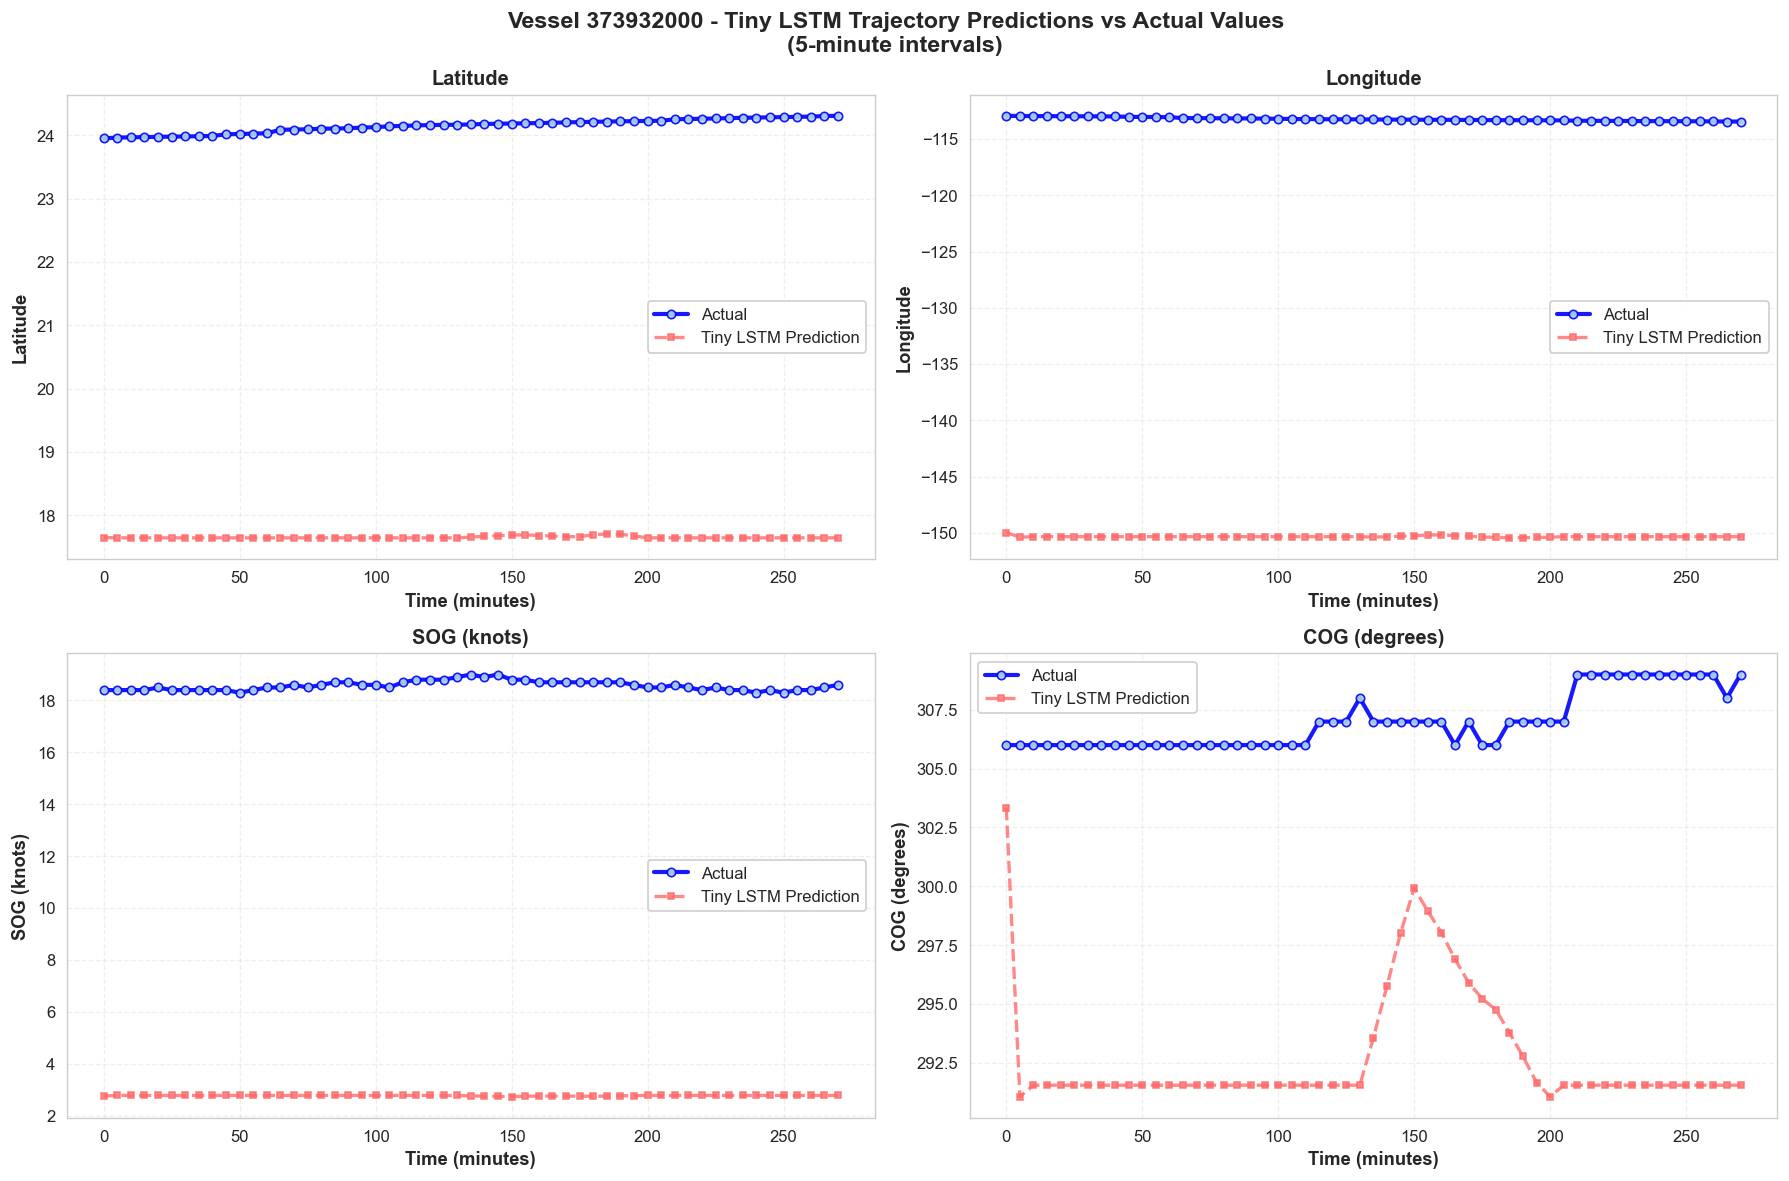 Vessel 373932000 - Tiny LSTM Trajectory Predictions vs Actual Values
(5-minute intervals)
Latitude
24
23
22
21
20
19
18
Latitude
Actual
Tiny LSTM Prediction
0 50 100 150 200 250
Time (minutes)
Longitude
−115
−120
−125
−130
−135
−140
−145
−150
Longitude
Actual
Tiny LSTM Prediction
0 50 100 150 200 250
Time (minutes)
SOG (knots)
18
16
14
12
10
8
6
4
2
SOG (knots)
Actual
Tiny LSTM Prediction
0 50 100 150 200 250
Time (minutes)
COG (degrees)
Actual
Tiny LSTM Prediction
307.5
305.0
302.5
300.0
297.5
295.0
292.5
COG (degrees)
0 50 100 150 200 250
Time (minutes)